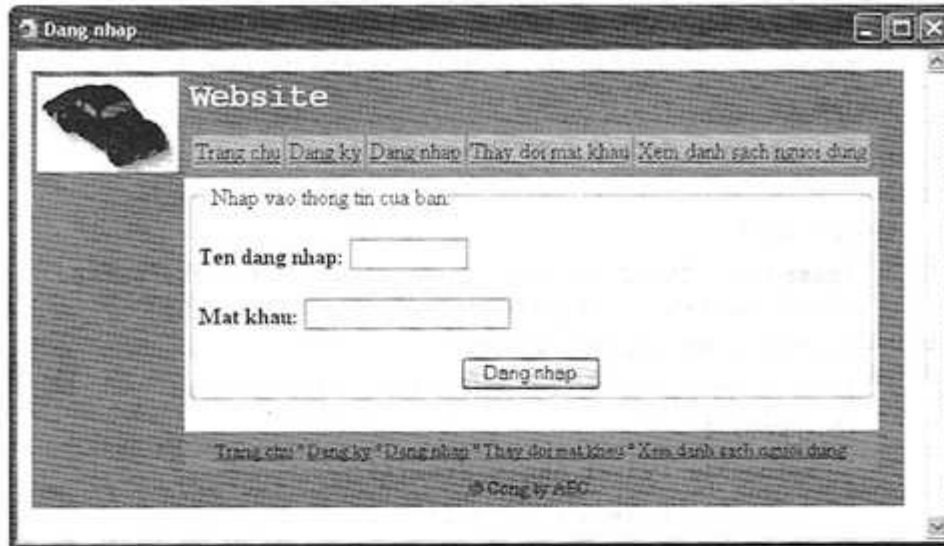 Dang nhap
Website
Trang chu Dang ky Dang nhap Thay doi mat khau Xem danh sach nguoi dung
Nhap vao thong tin cua ban:
Ten dang nhap:
Mat khau:
Dang nhap
Trang chu * Dang ky * Dang nhap * Thay doi mat khau * Xem danh sach nguoi dung
© Cong ty ABC